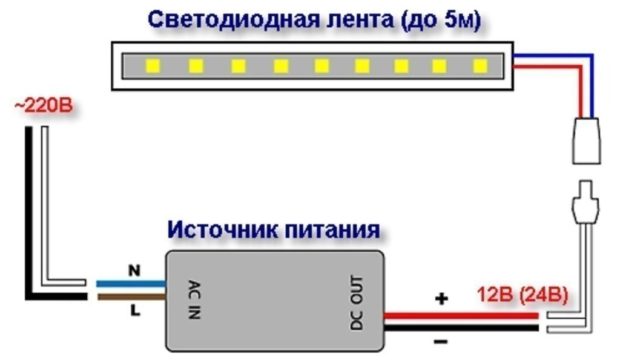 Светодиодная лента (до 5м)
~220В
Источник питания
N
L
AC IN
DC OUT
+
12В (24В)
–